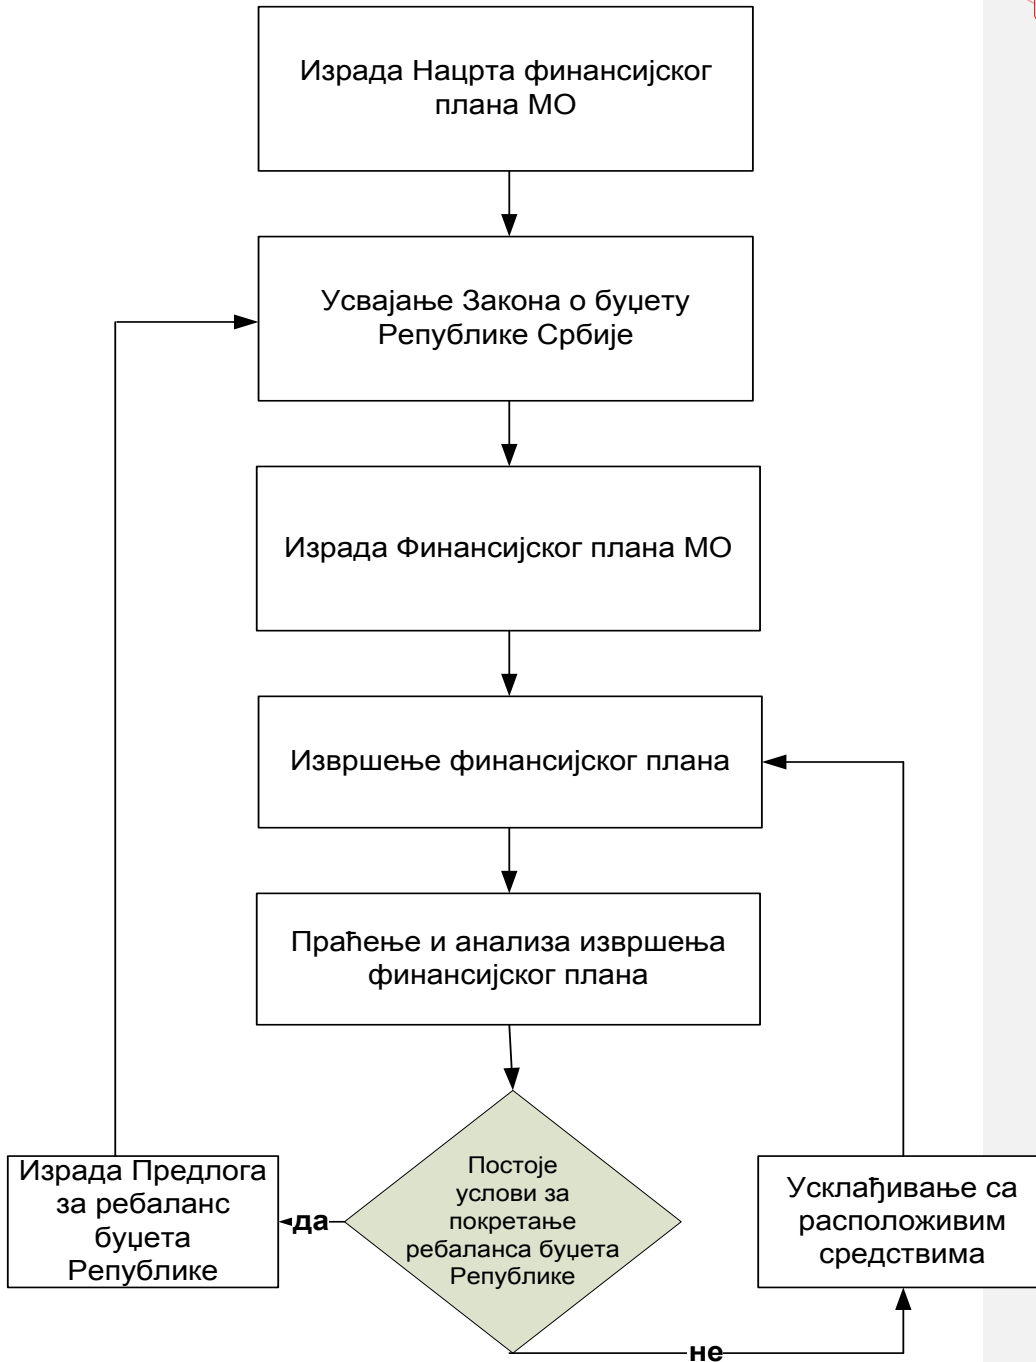 Израда Нацрта финансијског
плана МО
Усвајање Закона о буџету
Републике Србије
Израда Финансијског плана МО
Извршење финансијског плана
Праћење и анализа извршења
финансијског плана
Постоје
услови за
покретање
ребаланса буџета
Републике
да
Израда Предлога
за ребаланс
буџета
Републике
не
Усклађивање са
расположивим
средствима